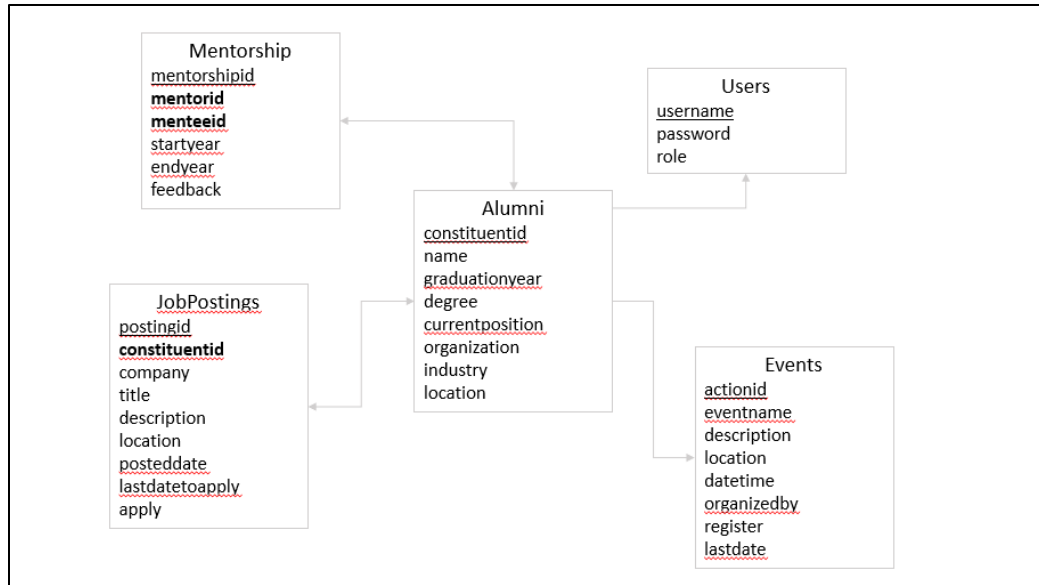 Mentorship
mentorshipid
mentorid
menteeid
startyear
endyear
feedback
Users
username
password
role
Alumni
constituentid
name
graduationyear
degree
currentposition
organization
industry
location
JobPostings
postingid
constituentid
company
title
description
location
posteddate
lastdatetoapply
apply
Events
actionid
eventname
description
location
datetime
organizedby
register
lastdate